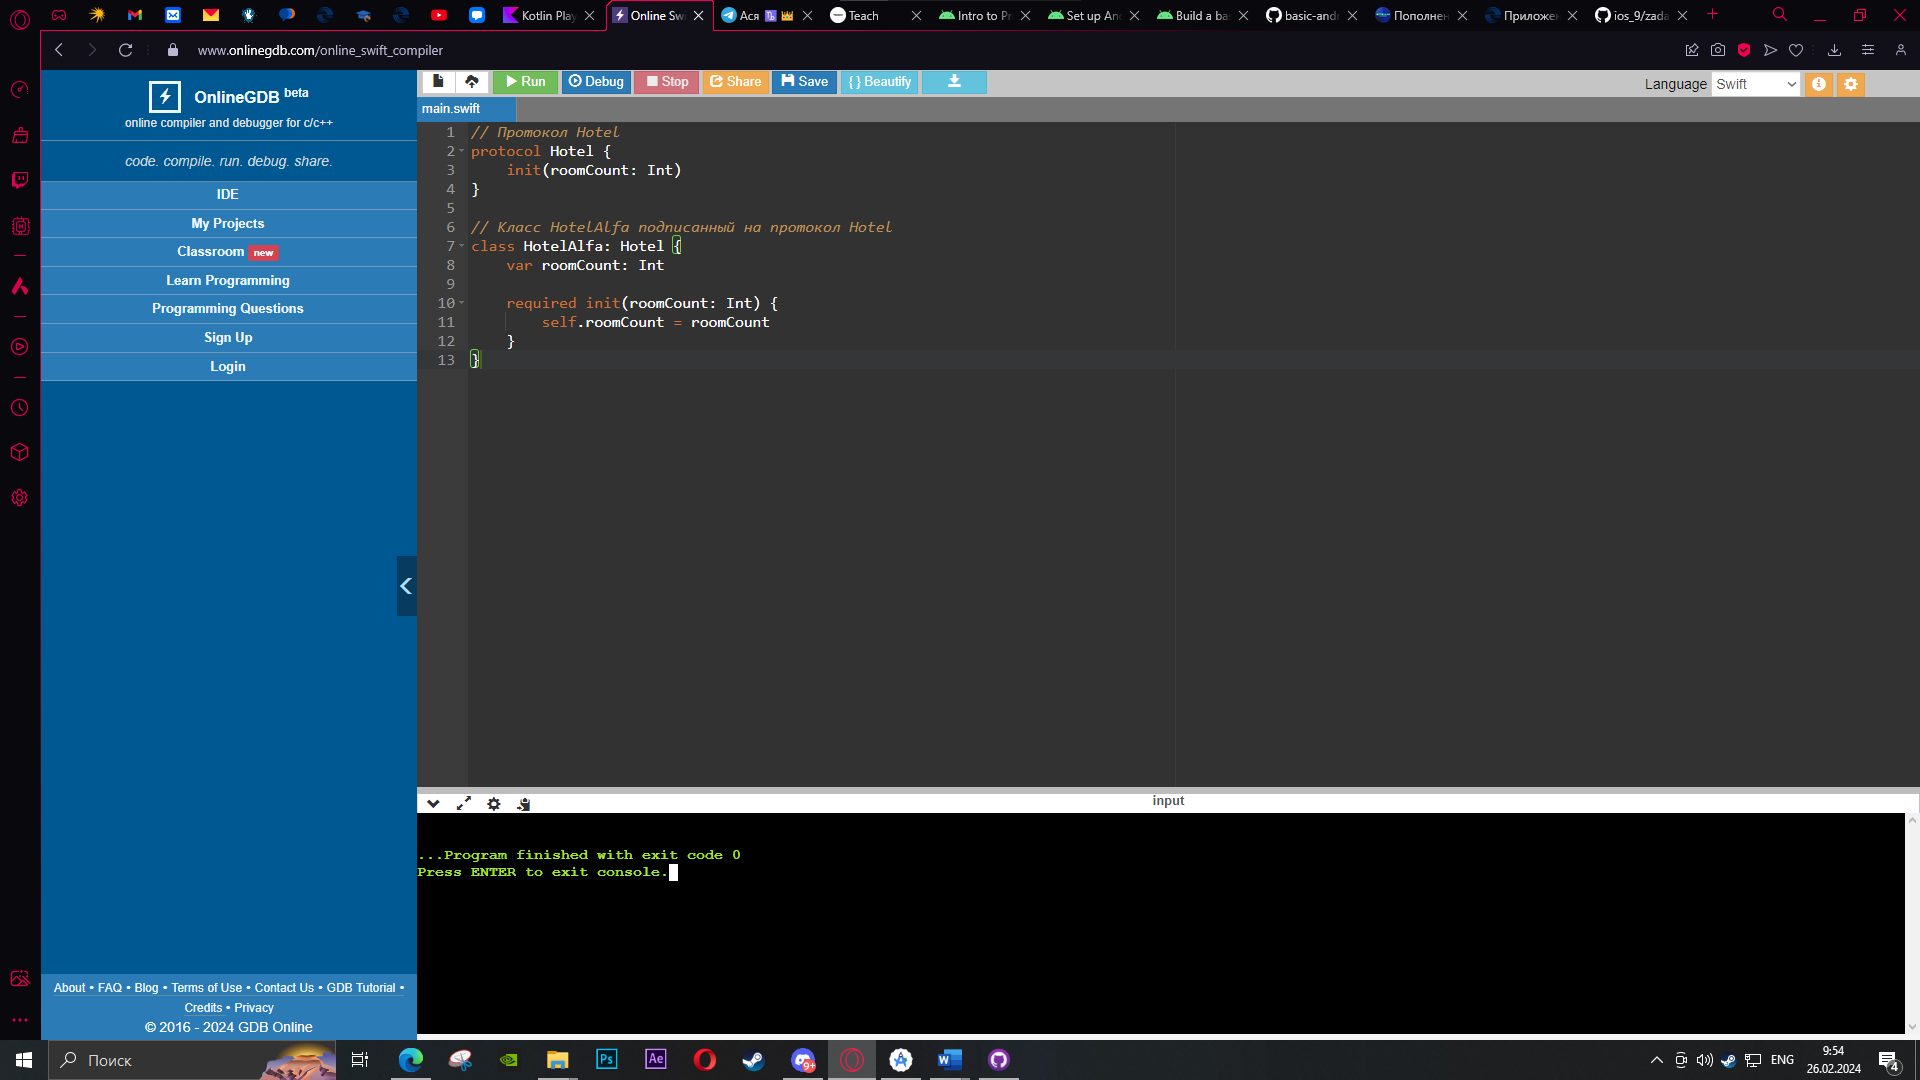 Kotlin Play
Online Sw
Ася
Teach
Intro to Pr
Set up An
Build a ba
basic-andr
Пополнен
Приложен
ios_9/zada
www.onlinegdb.com/online_swift_compiler
OnlineGDB beta
online compiler and debugger for c/c++
code. compile. run. debug. share.
IDE
My Projects
Classroom new
Learn Programming
Programming Questions
Sign Up
Login
About • FAQ • Blog • Terms of Use • Contact Us • GDB Tutorial •
Credits • Privacy
© 2016 - 2024 GDB Online
Run Debug Stop Share Save { } Beautify
Language Swift
main.swift
1 // Протокол Hotel
2 protocol Hotel {
3 init(roomCount: Int)
4 }
5
6 // Класс HotelAlfa подписанный на протокол Hotel
7 class HotelAlfa: Hotel {
8 var roomCount: Int
9
10 required init(roomCount: Int) {
11 self.roomCount = roomCount
12 }
13 }
input
...Program finished with exit code 0
Press ENTER to exit console.
Поиск
Ps
Ae
9+
W
ENG
9:54
26.02.2024
4